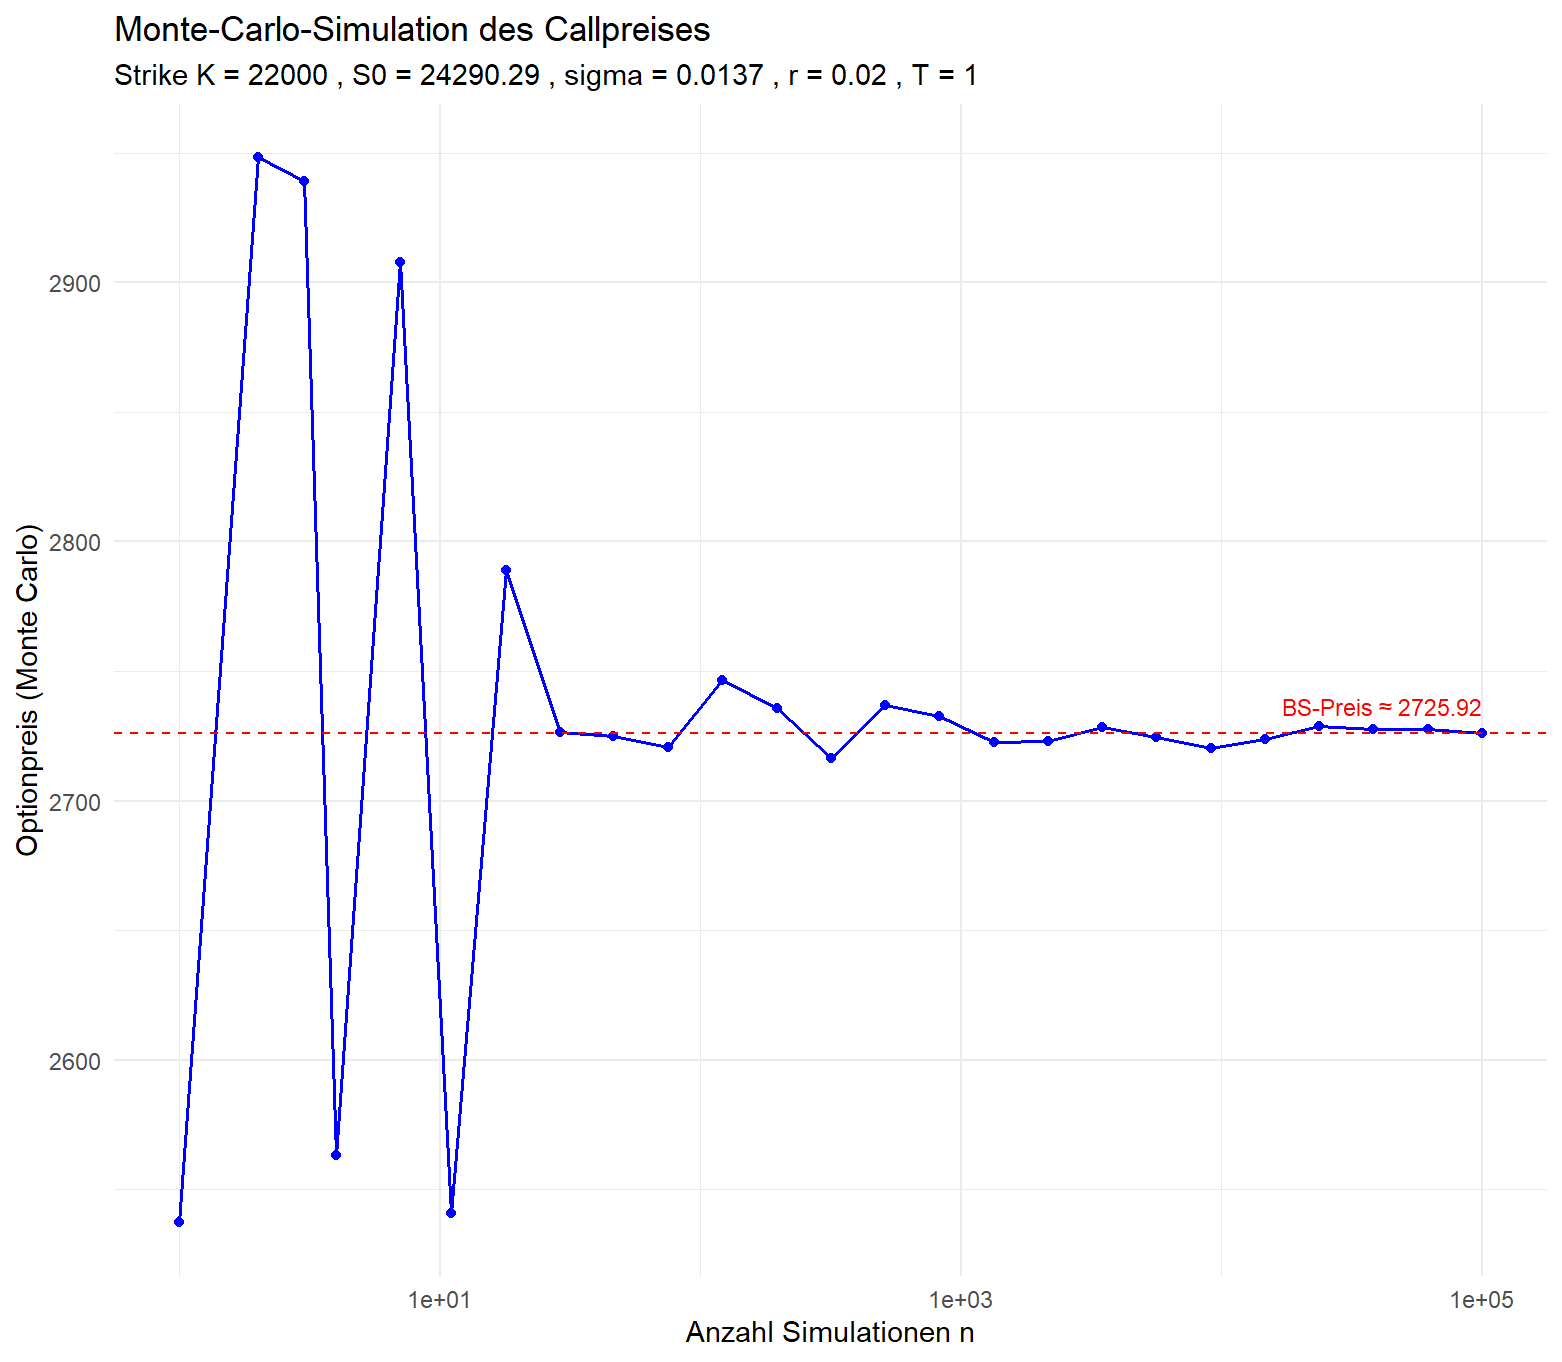 Monte-Carlo-Simulation des Callpreises
Strike K = 22000 , S0 = 24290.29 , sigma = 0.0137 , r = 0.02 , T = 1
Optionpreis (Monte Carlo)
2900
2800
2700
2600
BS-Preis ≈ 2725.92
1e+01
1e+03
1e+05
Anzahl Simulationen n